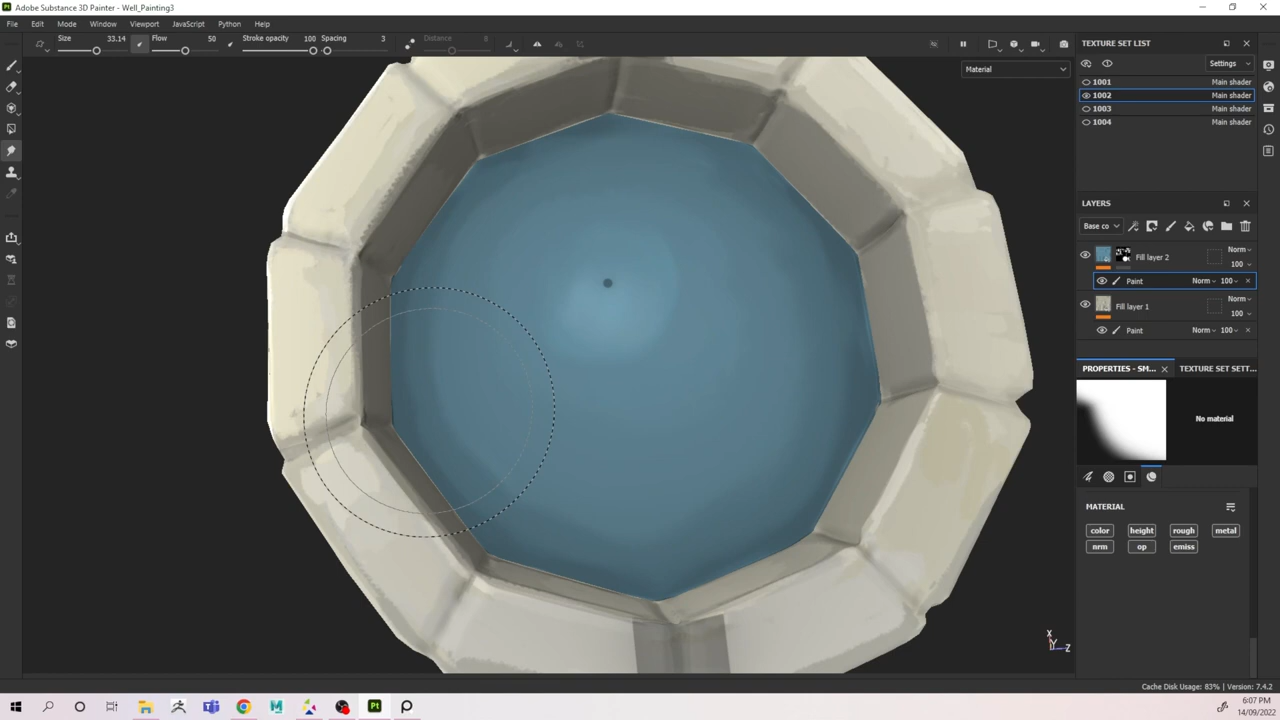 Adobe Substance 3D Painter - Well_Painting3
File Edit Mode Window Viewport JavaScript Python Help
Size 33.14 Flow 50 Stroke opacity 100 Spacing 3 Distance 8
Material
TEXTURE SET LIST
Settings
1001 Main shader
1002 Main shader
1003 Main shader
1004 Main shader
LAYERS
Base co
Fill layer 2 Norm 100
Paint Norm 100
Fill layer 1 Norm 100
Paint Norm 100
PROPERTIES - SM... TEXTURE SET SETT...
No material
MATERIAL
color height rough metal
nrm op emiss
X
Y Z
Cache Disk Usage: 83% | Version: 7.4.2
6:07 PM
14/09/2022